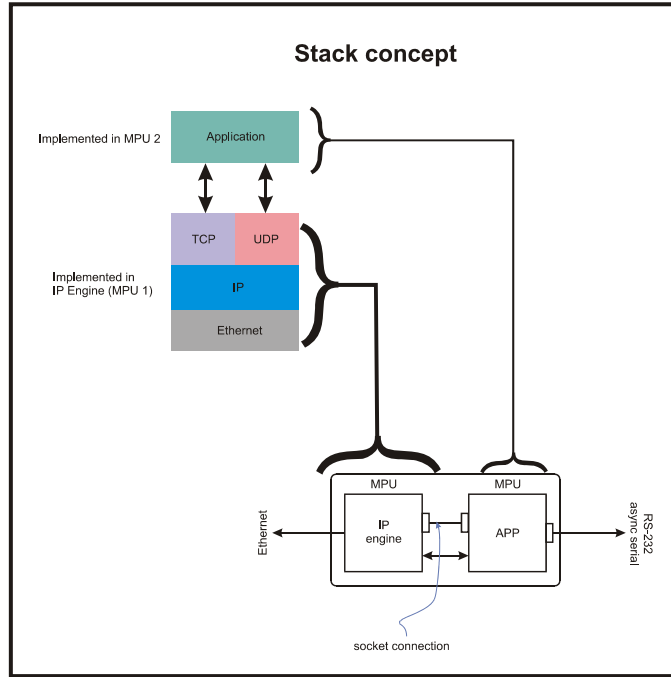 Stack concept
Implemented in MPU 2
Application
TCP
UDP
Implemented in
IP Engine (MPU 1)
IP
Ethernet
MPU
MPU
Ethernet
IP
engine
APP
RS-232
async serial
socket connection